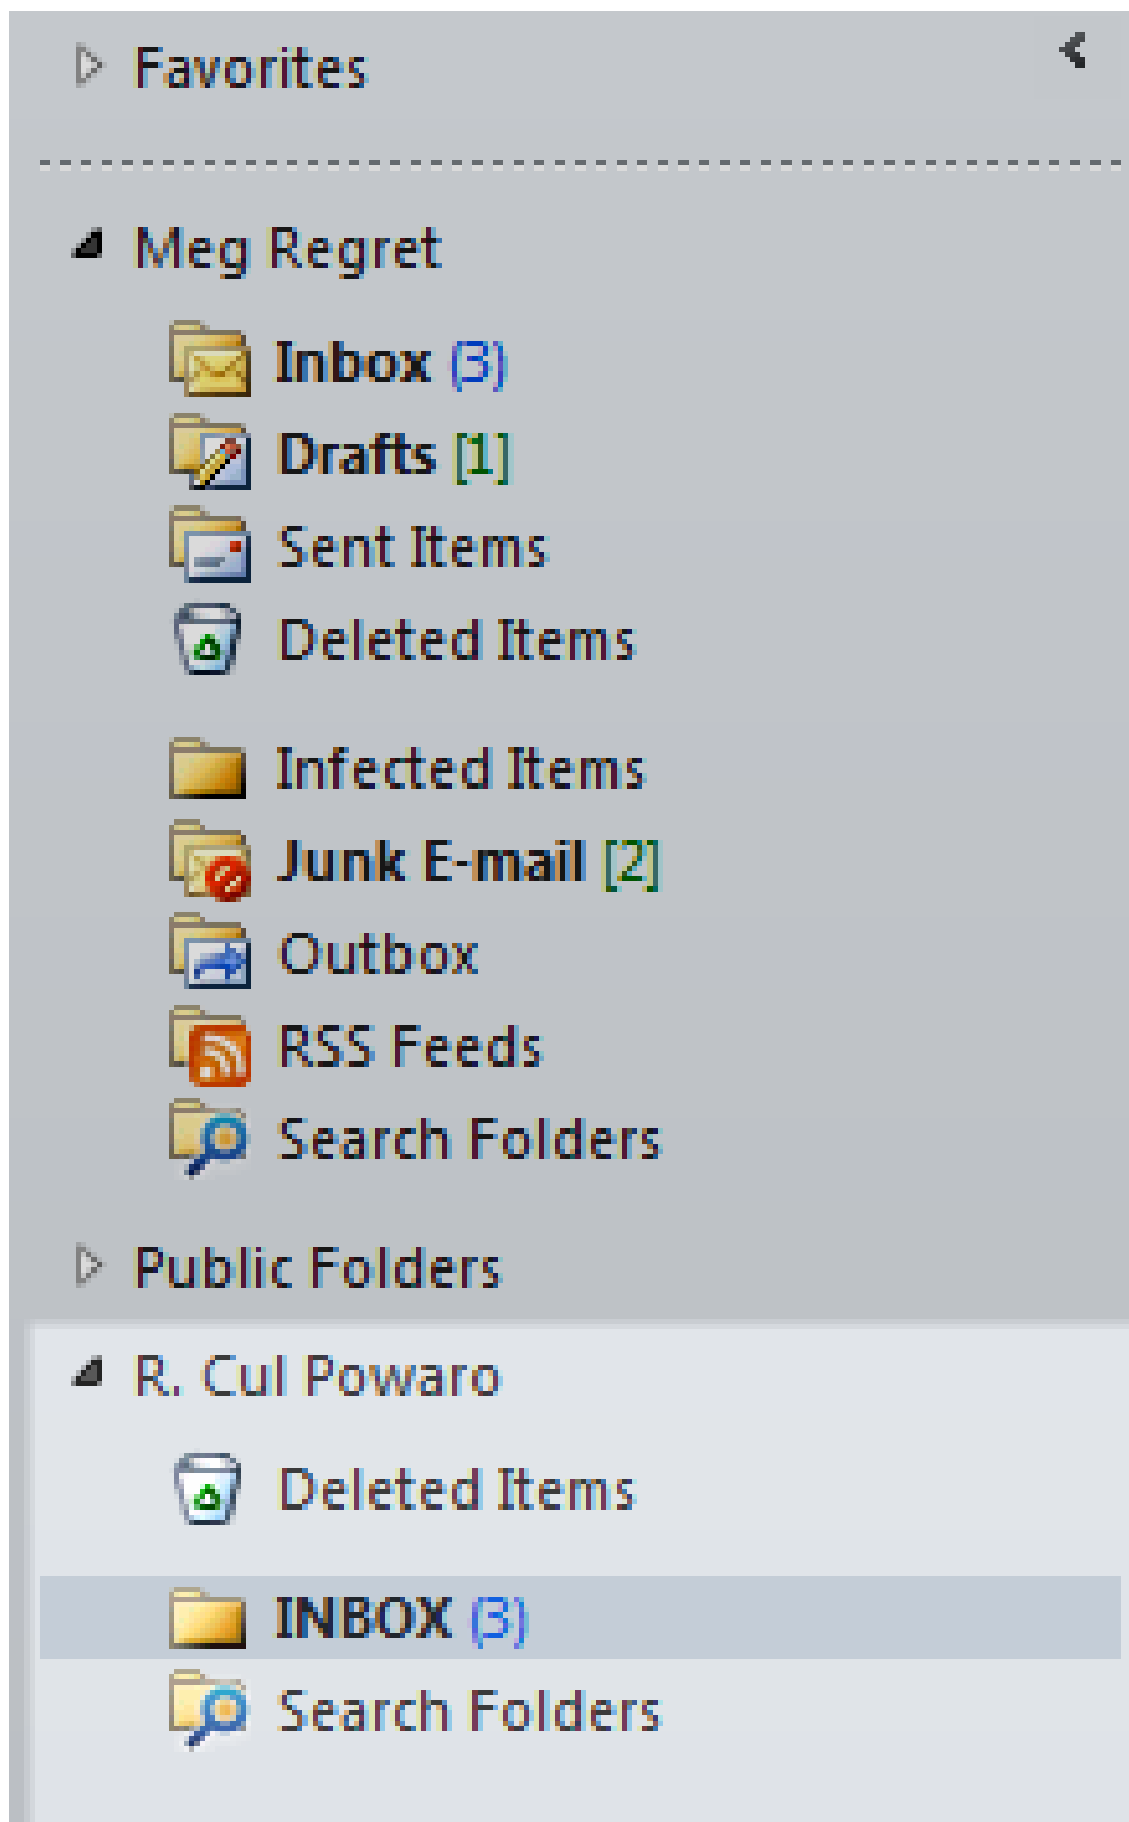 Favorites
Meg Regret
Inbox (3)
Drafts [1]
Sent Items
Deleted Items
Infected Items
Junk E-mail [2]
Outbox
RSS Feeds
Search Folders
Public Folders
R. Cul Powaro
Deleted Items
INBOX (3)
Search Folders